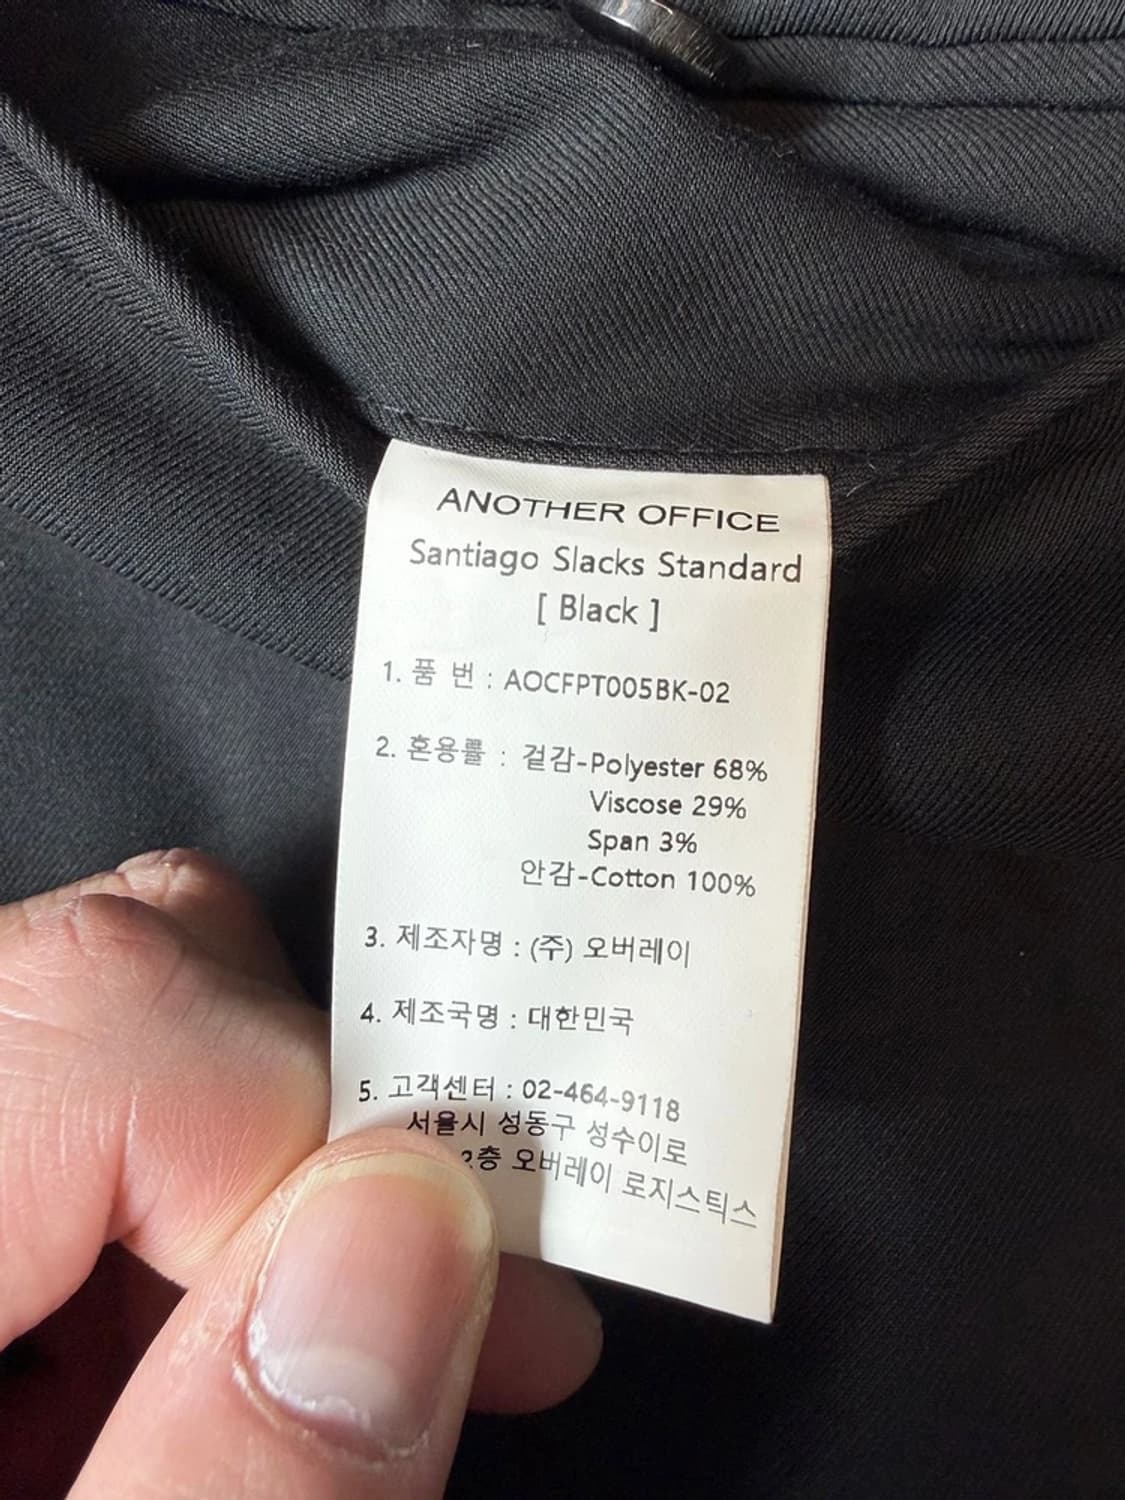 ANOTHER OFFICE
Santiago Slacks Standard
[ Black ]
1. 품 번 : AOCFPT005BK-02
2. 혼용률 : 겉감-Polyester 68%
Viscose 29%
Span 3%
안감-Cotton 100%
3. 제조자명 : (주) 오버레이
4. 제조국명 : 대한민국
5. 고객센터 : 02-464-9118
서울시 성동구 성수이로
2층 오버레이 로지스틱스